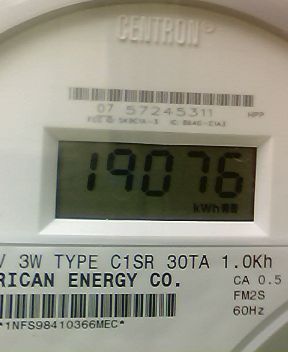 CENTRON®
07 57245311 HPP
19076
kWh
V 3W TYPE C1SR 30TA 1.0Kh
RICAN ENERGY CO. CA 0.5
FM2S
60Hz
*1NFS98410366MEC*